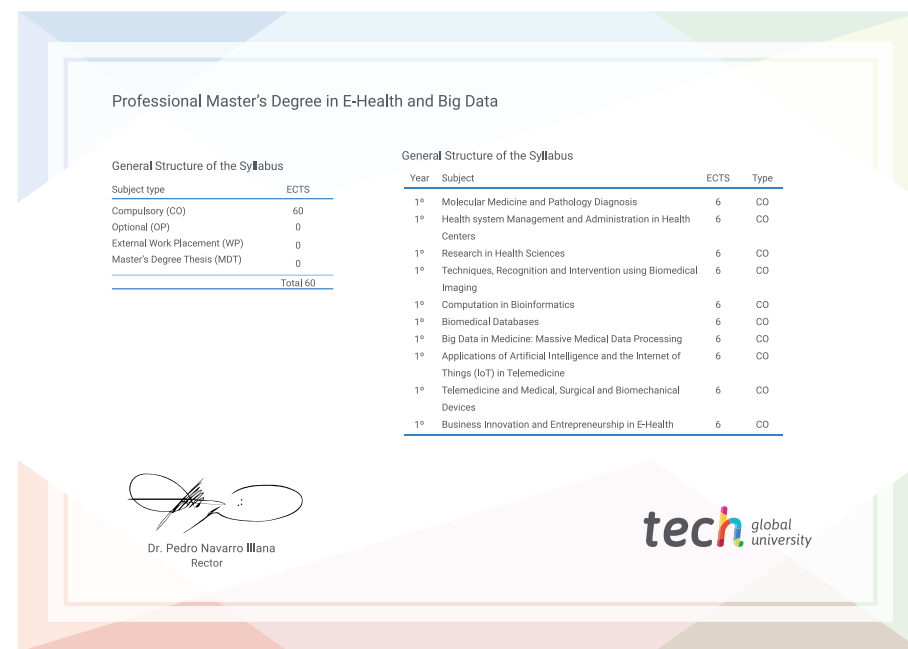 Professional Master's Degree in E-Health and Big Data
General Structure of the Syllabus
Subject type ECTS
Compulsory (CO) 60
Optional (OP) 0
External Work Placement (WP) 0
Master's Degree Thesis (MDT) 0
Total 60
General Structure of the Syllabus
Year Subject ECTS Type
1º Molecular Medicine and Pathology Diagnosis 6 CO
1º Health system Management and Administration in Health 6 CO
Centers
1º Research in Health Sciences 6 CO
1º Techniques, Recognition and Intervention using Biomedical 6 CO
Imaging
1º Computation in Bioinformatics 6 CO
1º Biomedical Databases 6 CO
1º Big Data in Medicine: Massive Medical Data Processing 6 CO
1º Applications of Artificial Intelligence and the Internet of 6 CO
Things (IoT) in Telemedicine
1º Telemedicine and Medical, Surgical and Biomechanical 6 CO
Devices
1º Business Innovation and Entrepreneurship in E-Health 6 CO
Dr. Pedro Navarro Illana
Rector
tech global
university